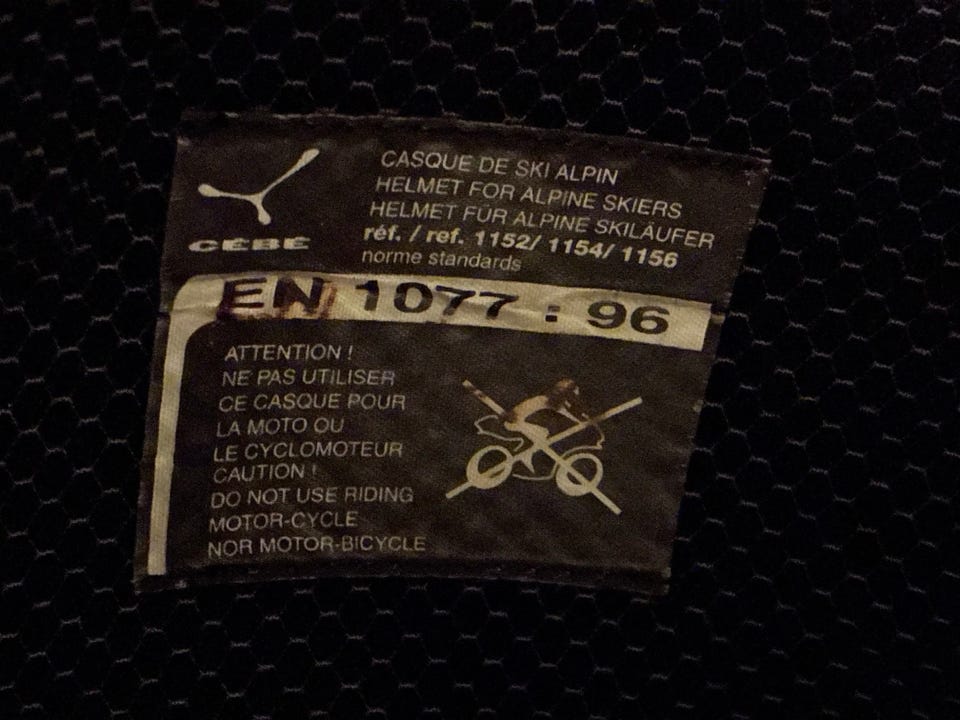 CASQUE DE SKI ALPIN
HELMET FOR ALPINE SKIERS
HELMET FÜR ALPINE SKILÄUFER
réf. / ref. 1152/ 1154/ 1156
norme standards
CÉBÉ
EN 1077 : 96
ATTENTION !
NE PAS UTILISER
CE CASQUE POUR
LA MOTO OU
LE CYCLOMOTEUR
CAUTION !
DO NOT USE RIDING
MOTOR-CYCLE
NOR MOTOR-BICYCLE